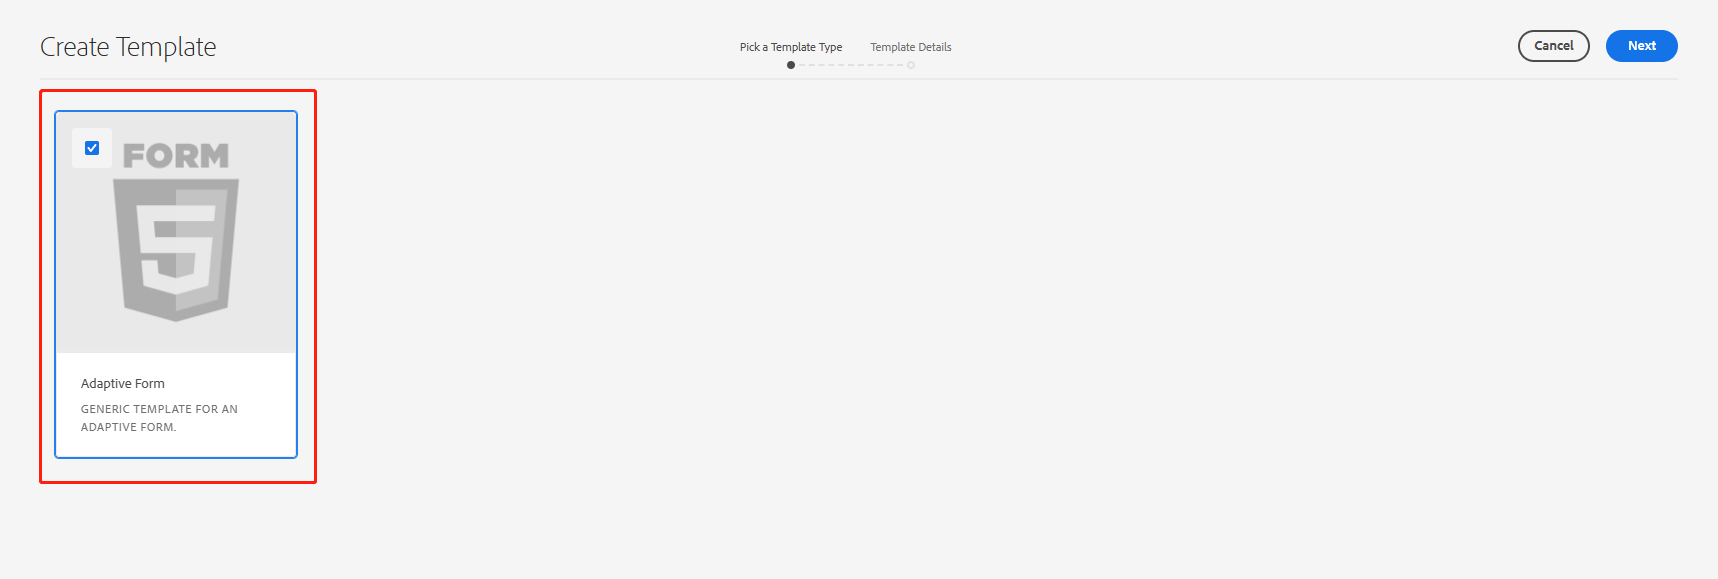 Create Template
Pick a Template Type
Template Details
Cancel
Next
FORM
5
Adaptive Form
GENERIC TEMPLATE FOR AN
ADAPTIVE FORM.